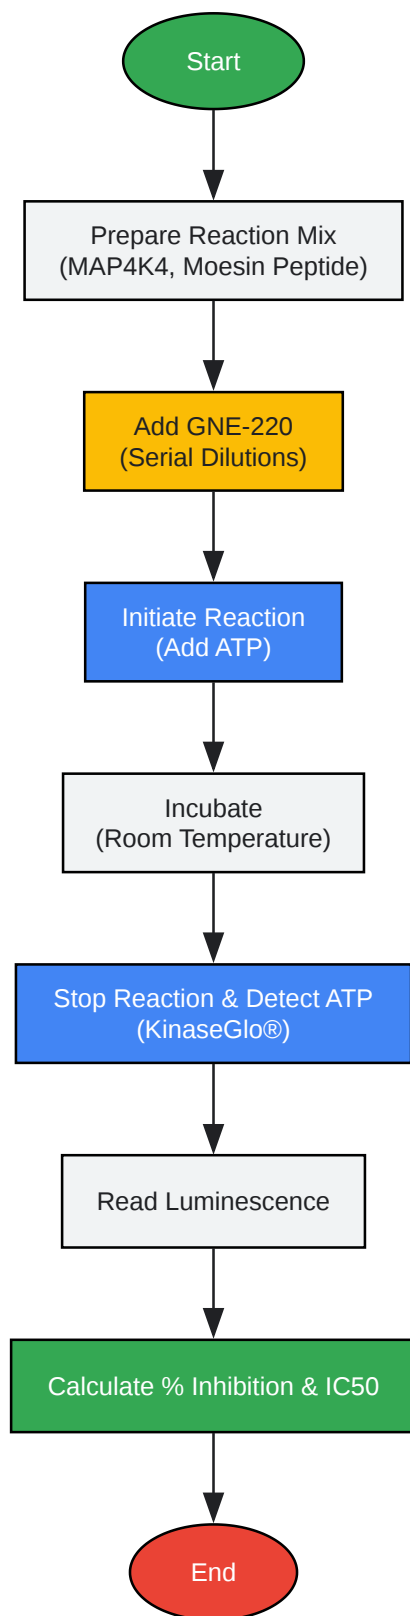 Start
Prepare Reaction Mix
(MAP4K4, Moesin Peptide)
Add GNE-220
(Serial Dilutions)
Initiate Reaction
(Add ATP)
Incubate
(Room Temperature)
Stop Reaction & Detect ATP
(KinaseGlo®)
Read Luminescence
Calculate % Inhibition & IC50
End